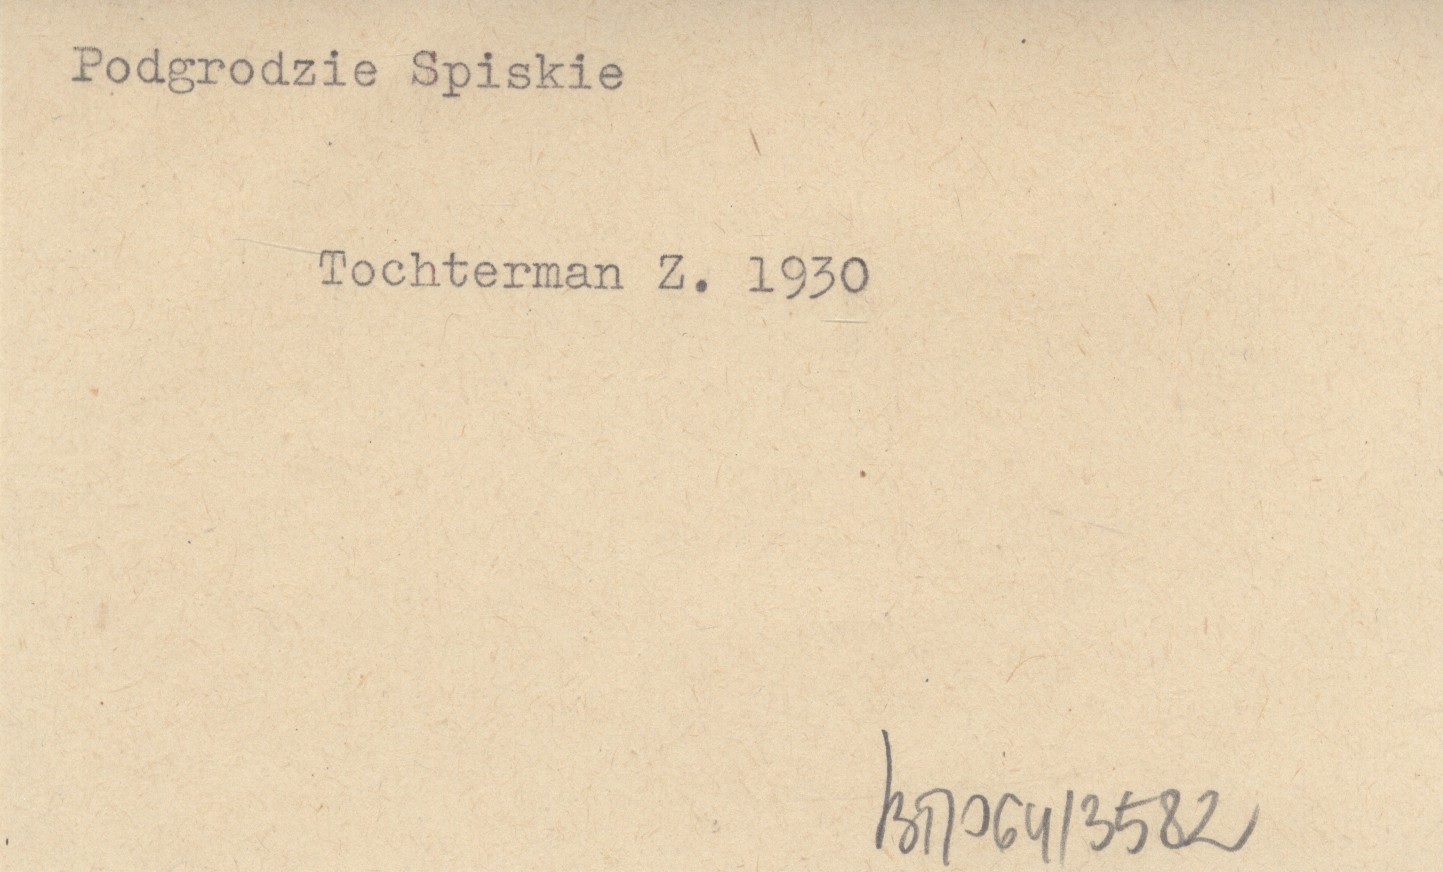 Podgrodzie Spiskie
Tochterman Z. 1930